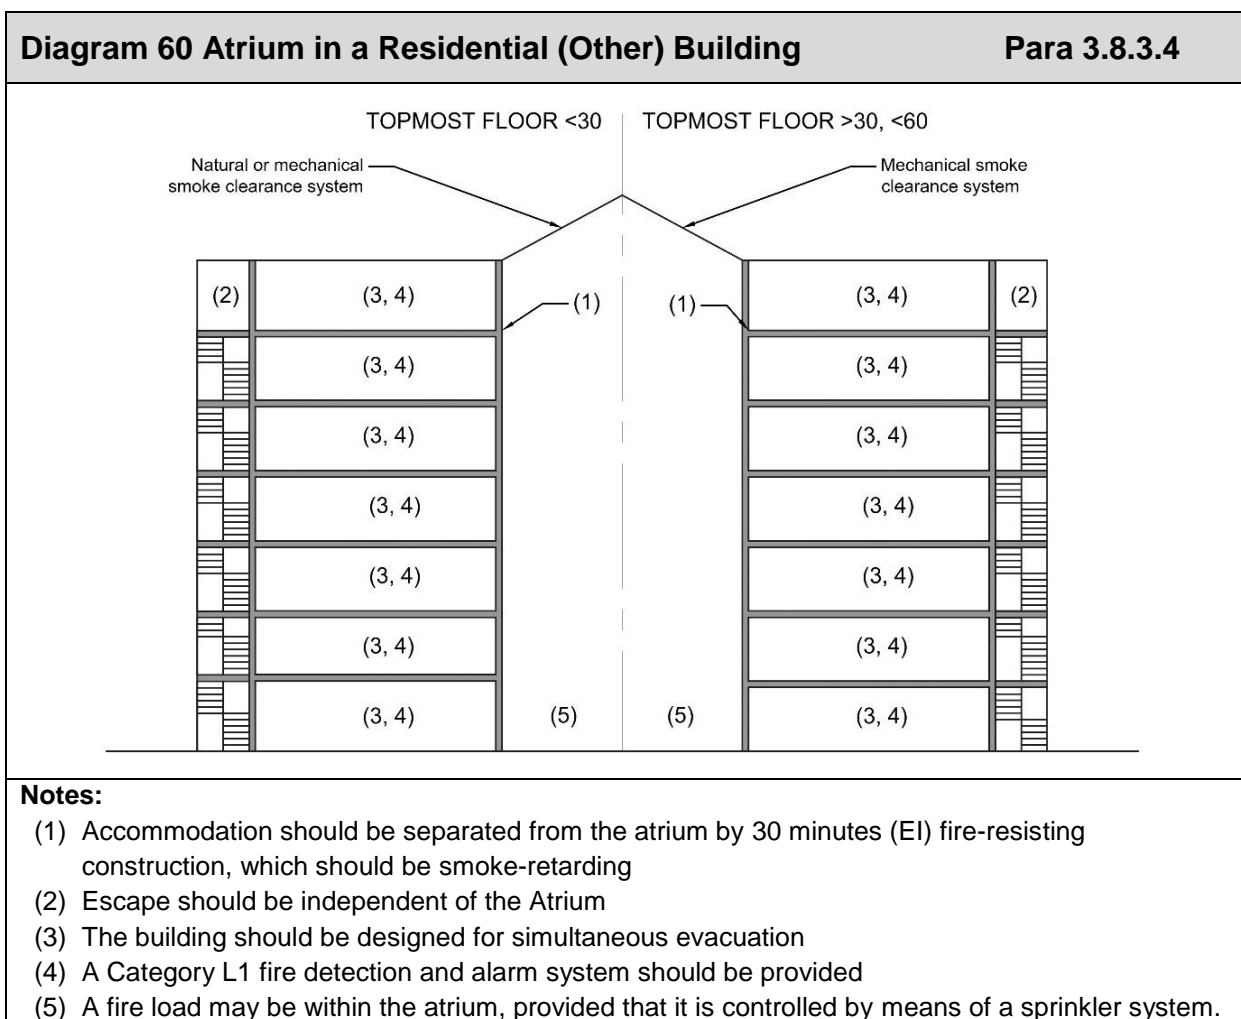 Diagram 60 Atrium in a Residential (Other) Building Para 3.8.3.4
TOPMOST FLOOR <30 TOPMOST FLOOR >30, <60
Natural or mechanical
smoke clearance system
Mechanical smoke
clearance system
(2) (3, 4) (1) (1) (3, 4) (2)
(3, 4) (3, 4)
(3, 4) (3, 4)
(3, 4) (3, 4)
(3, 4) (3, 4)
(3, 4) (3, 4)
(3, 4) (5) (5) (3, 4)
Notes:
(1) Accommodation should be separated from the atrium by 30 minutes (EI) fire-resisting
construction, which should be smoke-retarding
(2) Escape should be independent of the Atrium
(3) The building should be designed for simultaneous evacuation
(4) A Category L1 fire detection and alarm system should be provided
(5) A fire load may be within the atrium, provided that it is controlled by means of a sprinkler system.